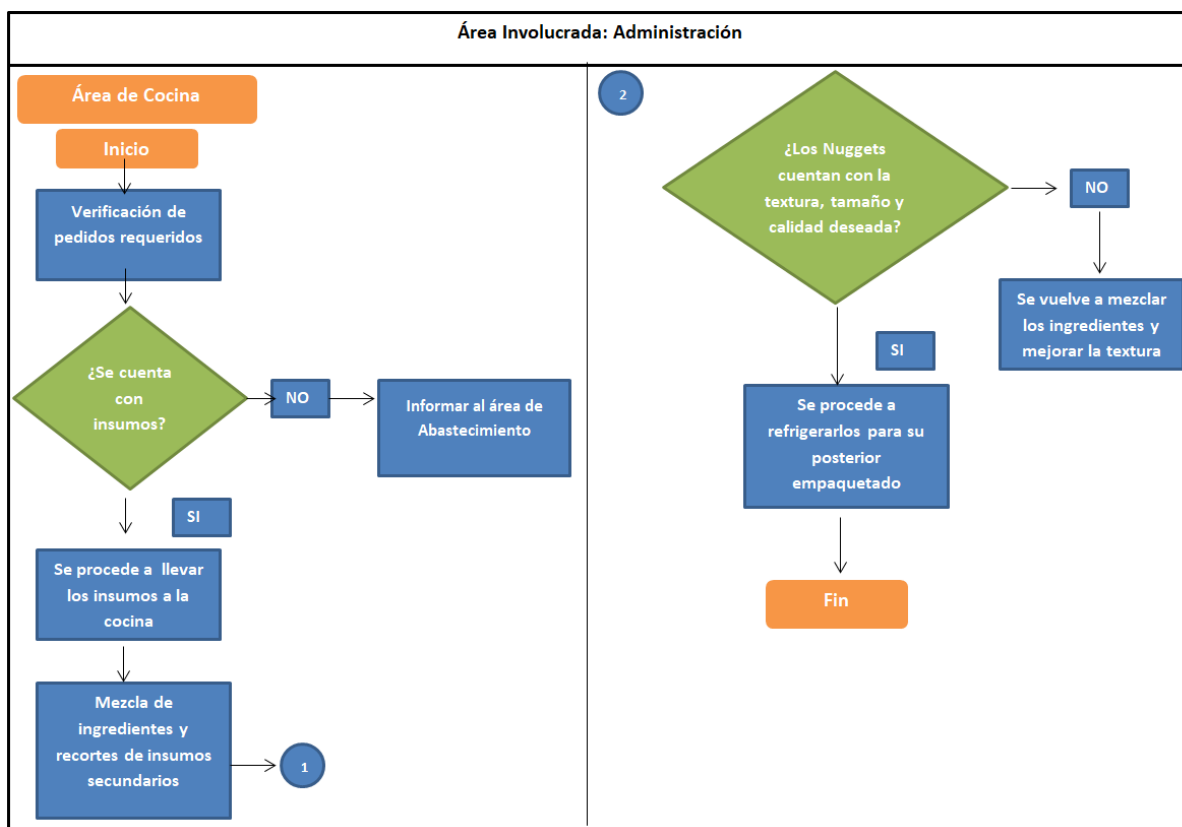 Área Involucrada: Administración
Área de Cocina
Inicio
Verificación de
pedidos requeridos
¿Se cuenta
con
insumos?
NO
Informar al área de
Abastecimiento
SI
Se procede a llevar
los insumos a la
cocina
Mezcla de
ingredientes y
recortes de insumos
secundarios
1
2
¿Los Nuggets
cuentan con la
textura, tamaño y
calidad deseada?
NO
Se vuelve a mezclar
los ingredientes y
mejorar la textura
SI
Se procede a
refrigerarlos para su
posterior
empaquetado
Fin